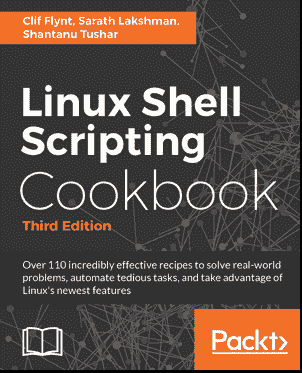 Clif Flynt, Sarath Lakshman,
Shantanu Tushar
Linux Shell
Scripting
Cookbook
Third Edition
Over 110 incredibly effective recipes to solve real-world
problems, automate tedious tasks, and take advantage of
Linux's newest features
Packt>